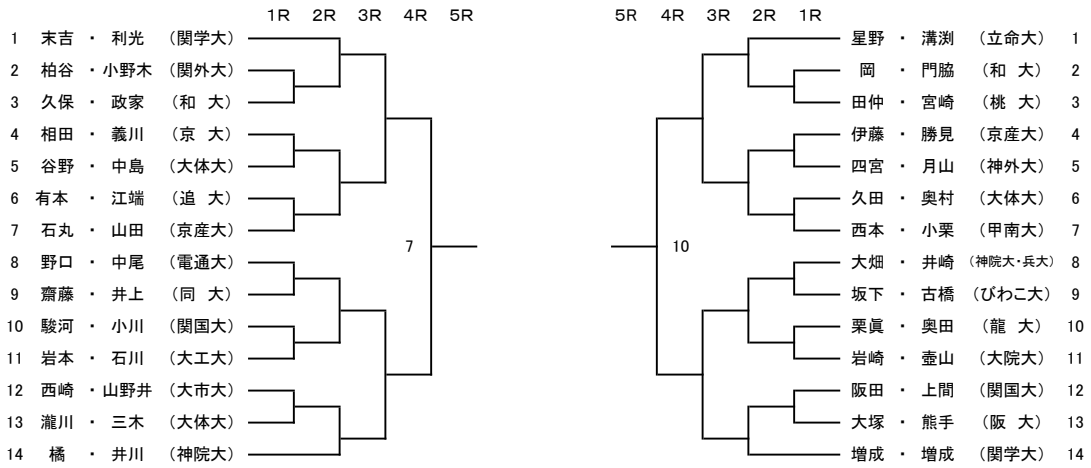 1R 2R 3R 4R 5R
1 末吉 ・ 利光 (関学大)
2 柏谷 ・ 小野木 (関外大)
3 久保 ・ 政家 (和 大)
4 相田 ・ 義川 (京 大)
5 谷野 ・ 中島 (大体大)
6 有本 ・ 江端 (追 大)
7 石丸 ・ 山田 (京産大)
7
8 野口 ・ 中尾 (電通大)
9 齋藤 ・ 井上 (同 大)
10 駿河 ・ 小川 (関国大)
11 岩本 ・ 石川 (大工大)
12 西崎 ・ 山野井 (大市大)
13 瀧川 ・ 三木 (大体大)
14 橘 ・ 井川 (神院大)
5R 4R 3R 2R 1R
星野 ・ 溝渕 (立命大) 1
岡 ・ 門脇 (和 大) 2
田仲 ・ 宮崎 (桃 大) 3
伊藤 ・ 勝見 (京産大) 4
四宮 ・ 月山 (神外大) 5
久田 ・ 奥村 (大体大) 6
西本 ・ 小栗 (甲南大) 7
10
大畑 ・ 井崎 (神院大・兵大) 8
坂下 ・ 古橋 (びわこ大) 9
栗眞 ・ 奥田 (龍 大) 10
岩崎 ・ 壺山 (大院大) 11
阪田 ・ 上間 (関国大) 12
大塚 ・ 熊手 (阪 大) 13
増成 ・ 増成 (関学大) 14